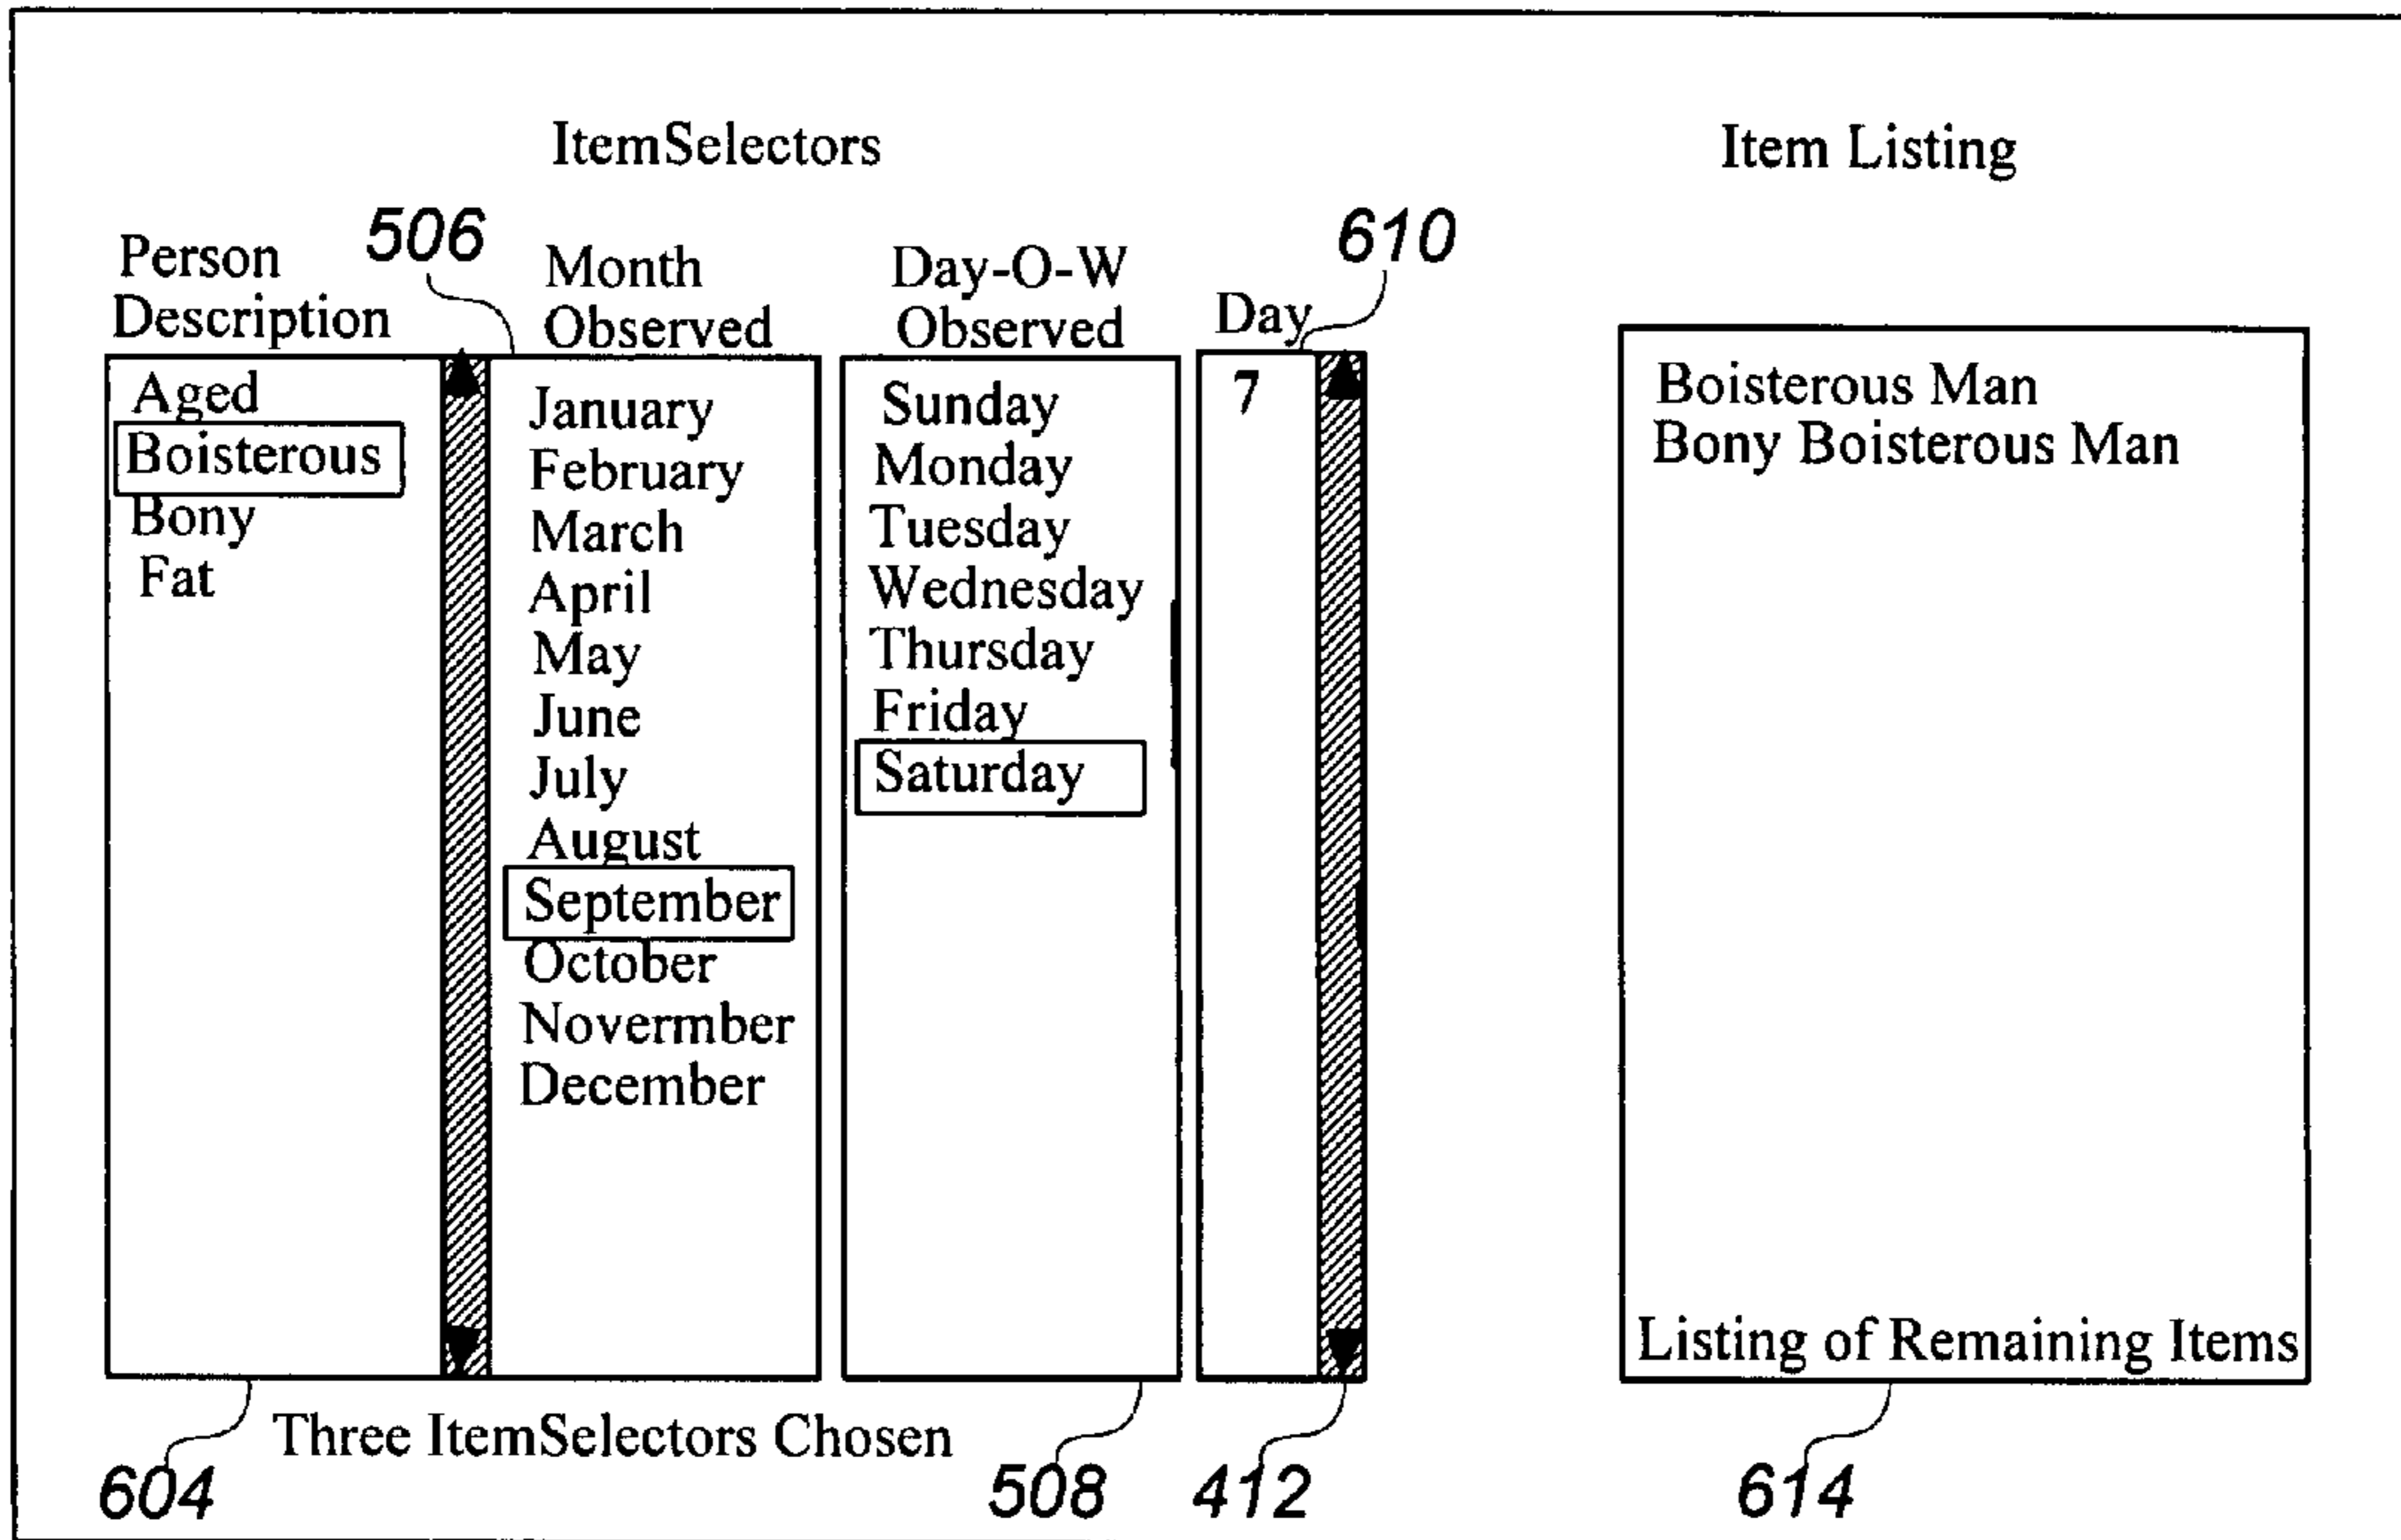 ItemSelectors
Item Listing
506
610
Person
Description
Month
Observed
Day-O-W
Observed
Day
Aged
Boisterous
Bony
Fat
January
February
March
April
May
June
July
August
September
October
Novermber
December
Sunday
Monday
Tuesday
Wednesday
Thursday
Friday
Saturday
7
Boisterous Man
Bony Boisterous Man
Listing of Remaining Items
Three ItemSelectors Chosen
604
508
412
614